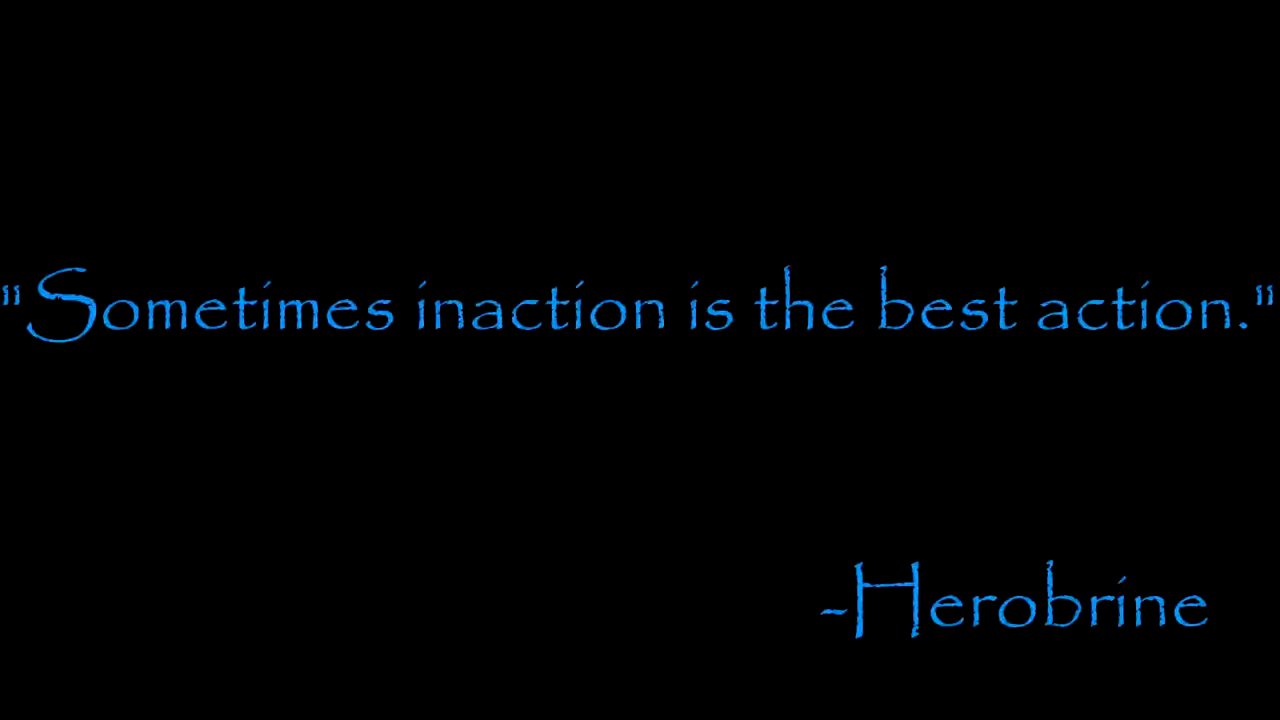 "Sometimes inaction is the best action."
-Herobrine